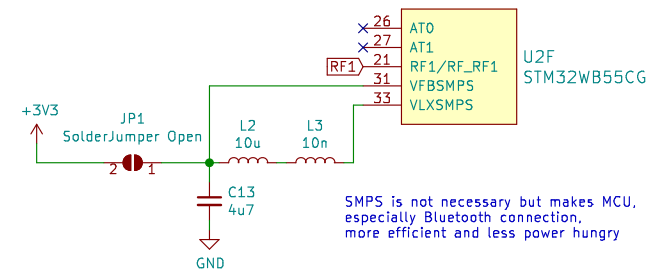 26 AT0
27 AT1
RF1 21 RF1/RF_RF1
31 VFBSMPS
33 VLXSMPS
U2F
STM32WB55CG
+3V3
JP1
SolderJumper Open
2 1
L2
10u
L3
10n
C13
4u7
GND
SMPS is not necessary but makes MCU,
especially Bluetooth connection,
more efficient and less power hungry